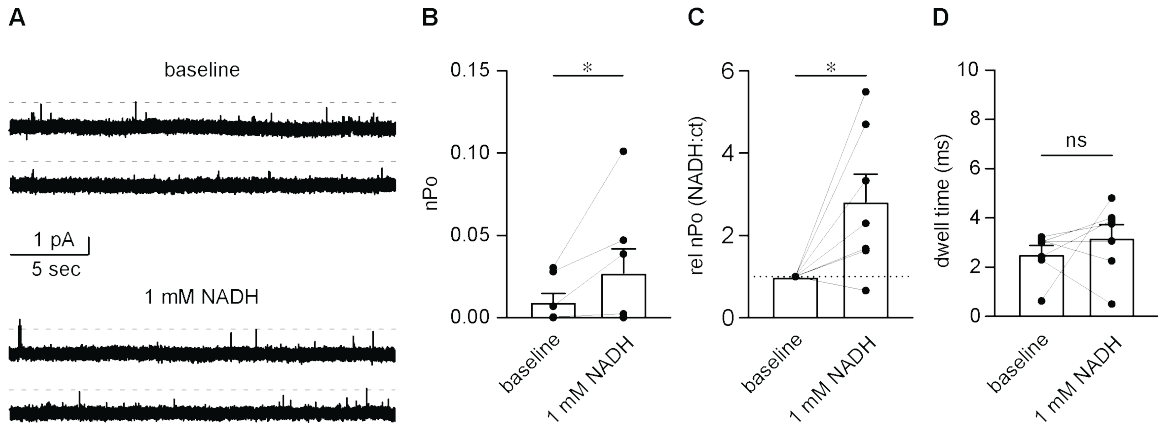 A
baseline
1 pA
5 sec
1 mM NADH
B
nPo
0.15
0.10
0.05
0.00
*
baseline
1 mM NADH
C
rel nPo (NADH:ct)
6
4
2
0
*
baseline
1 mM NADH
D
dwell time (ms)
10
8
6
4
2
0
ns
baseline
1 mM NADH